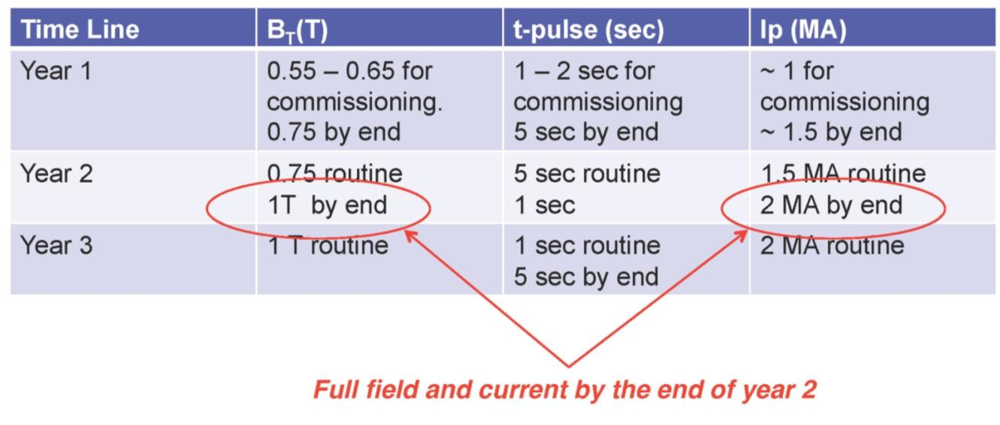 Time Line B_T(T) t-pulse (sec) Ip (MA)
Year 1 0.55 – 0.65 for 1 – 2 sec for ~ 1 for
commissioning. commissioning commissioning
0.75 by end 5 sec by end ~ 1.5 by end
Year 2 0.75 routine 5 sec routine 1.5 MA routine
1T by end 1 sec 2 MA by end
Year 3 1 T routine 1 sec routine 2 MA routine
5 sec by end
Full field and current by the end of year 2